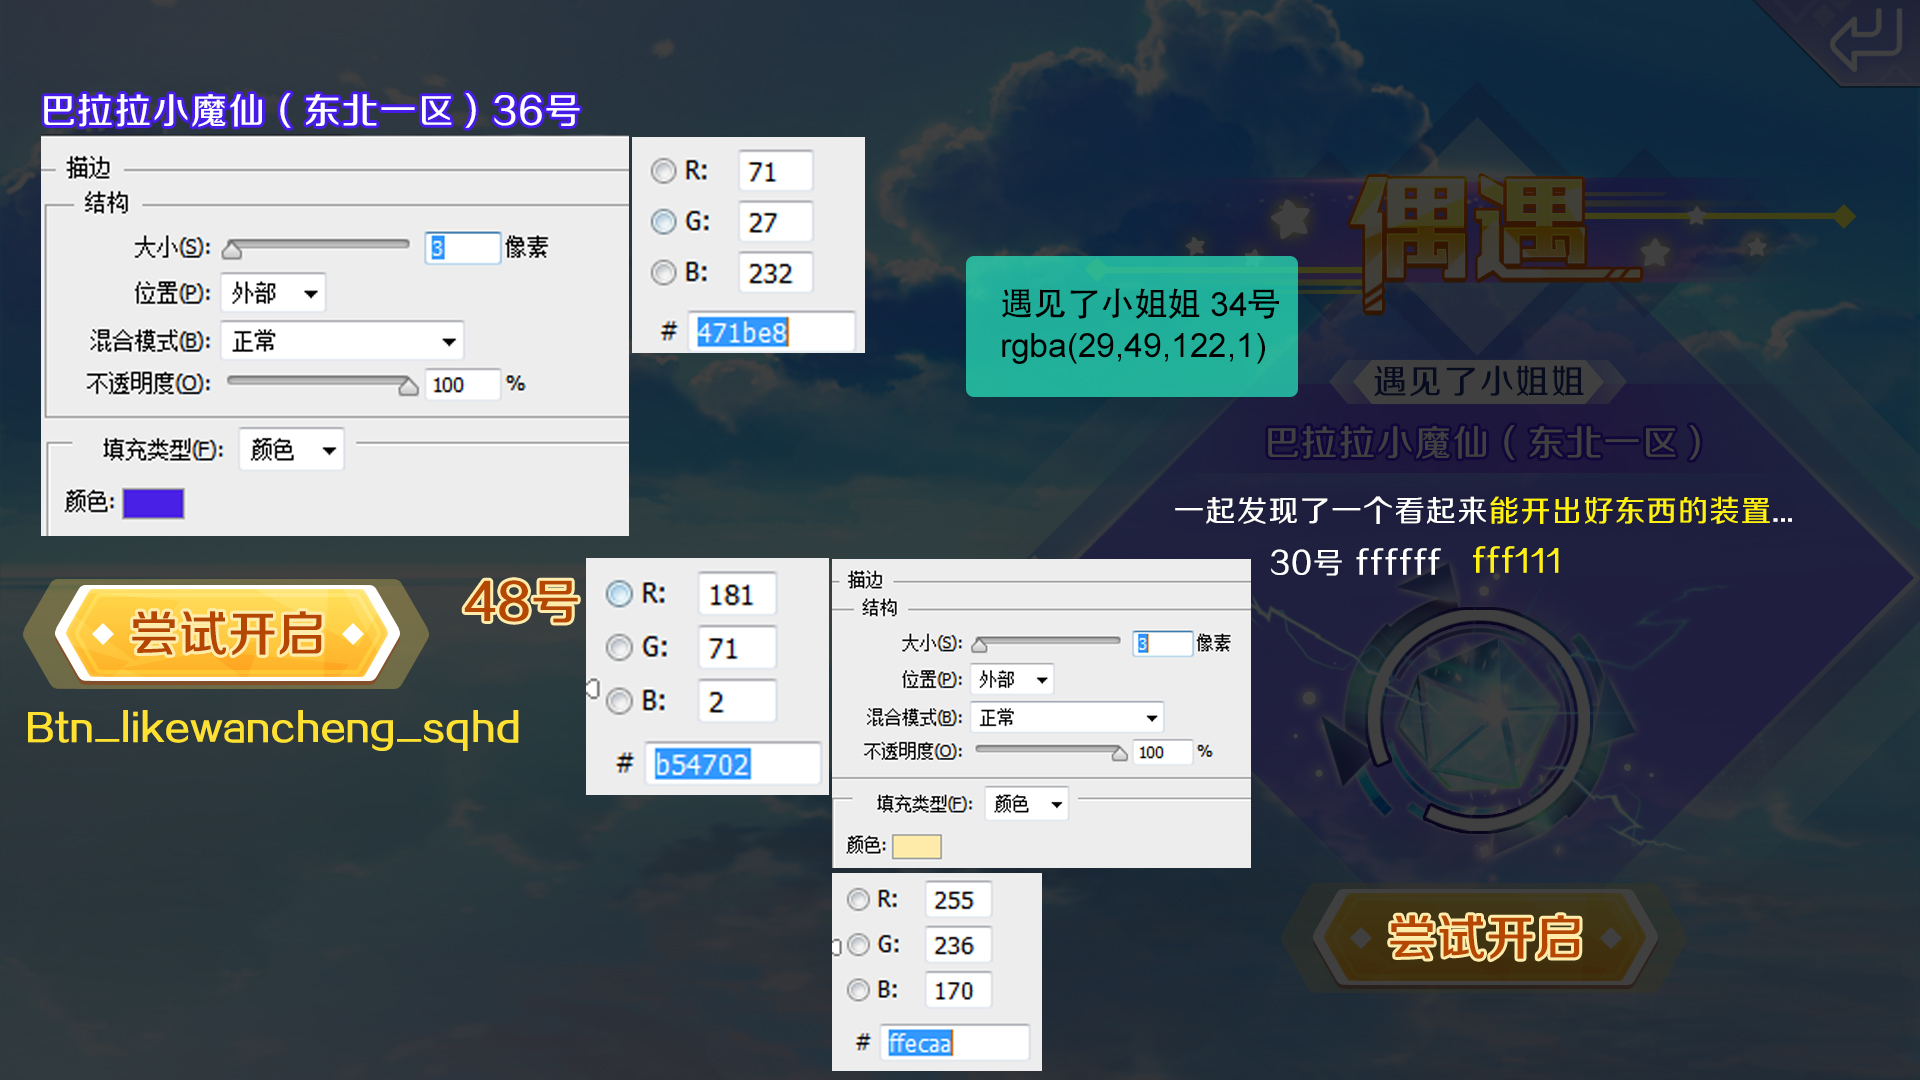 巴拉拉小魔仙（东北一区）36号
描边
结构
大小(S): 3 像素
位置(P): 外部
混合模式(B): 正常
不透明度(O): 100 %
填充类型(F): 颜色
颜色:
R: 71
G: 27
B: 232
# 471be8
偶遇
遇见了小姐姐 34号
rgba(29,49,122,1)
遇见了小姐姐
巴拉拉小魔仙（东北一区）
一起发现了一个看起来能开出好东西的装置...
30号 ffffff fff111
尝试开启
48号
Btn_likewancheng_sqhd
R: 181
G: 71
B: 2
# b54702
描边
结构
大小(S): 3 像素
位置(P): 外部
混合模式(B): 正常
不透明度(O): 100 %
填充类型(F): 颜色
颜色:
R: 255
G: 236
B: 170
# ffecaa
尝试开启